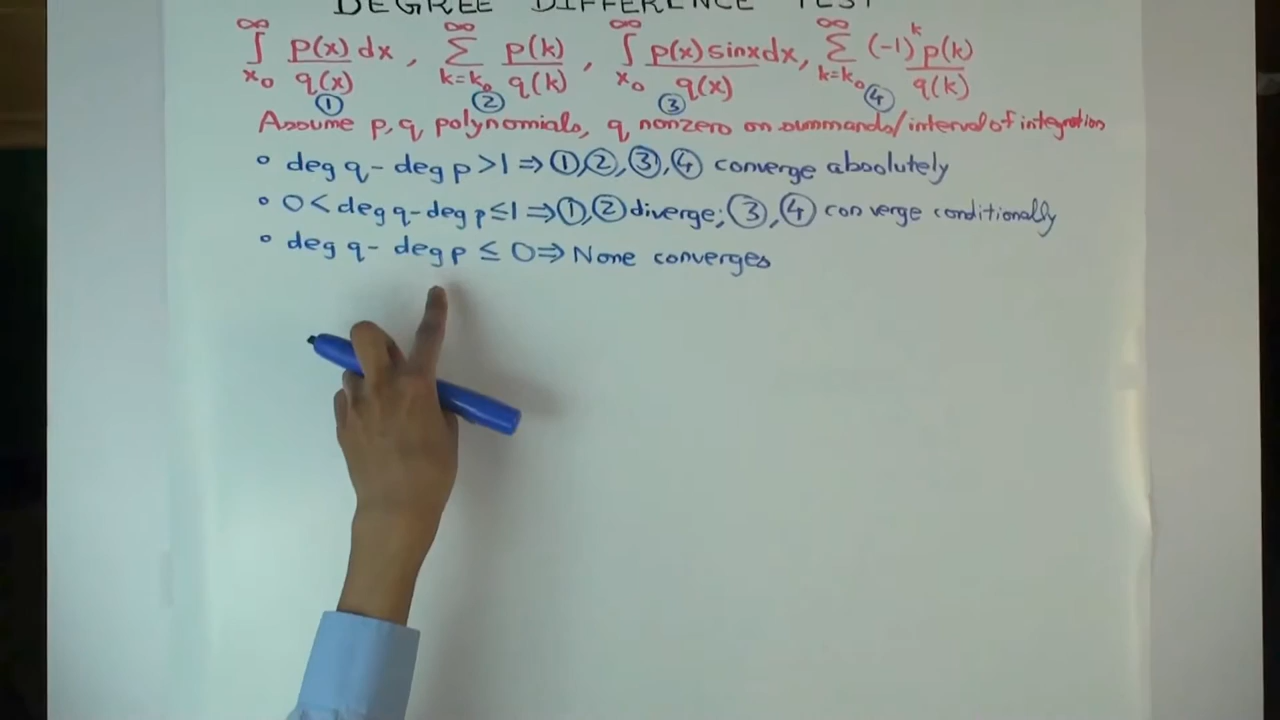 DEGREE DIFFERENCE TEST
∫_{x₀}^{∞} p(x)/q(x) dx, ∑_{k=k₀}^{∞} p(k)/q(k), ∫_{x₀}^{∞} p(x) sinx dx/q(x), ∑_{k=k₀}^{∞} (-1)^k p(k)/q(k)
① ② ③ ④
Assume p, q polynomials, q nonzero on summands/interval of integration
• deg q - deg p > 1 ⇒ ①, ②, ③, ④ converge absolutely
• 0 < deg q - deg p ≤ 1 ⇒ ①, ② diverge; ③, ④ converge conditionally
• deg q - deg p ≤ 0 ⇒ None converges